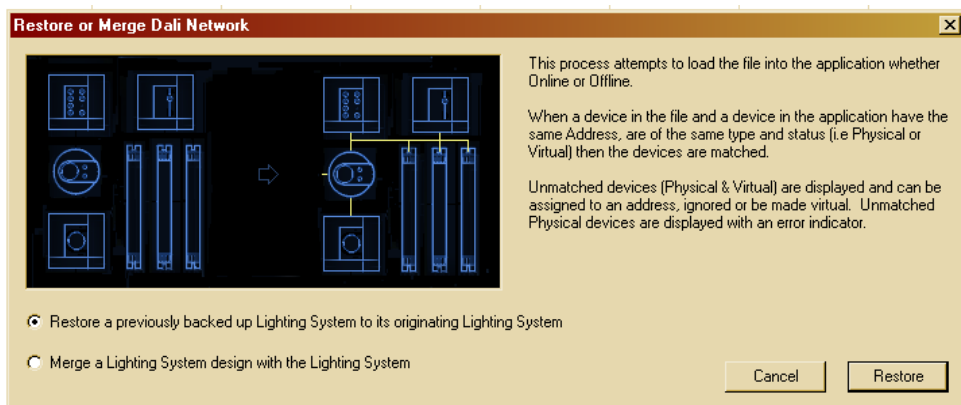 Restore or Merge Dali Network
This process attempts to load the file into the application whether
Online or Offline.
When a device in the file and a device in the application have the
same Address, are of the same type and status (i.e Physical or
Virtual) then the devices are matched.
Unmatched devices (Physical & Virtual) are displayed and can be
assigned to an address, ignored or be made virtual.  Unmatched
Physical devices are displayed with an error indicator.
Restore a previously backed up Lighting System to its originating Lighting System
Merge a Lighting System design with the Lighting System
Cancel
Restore